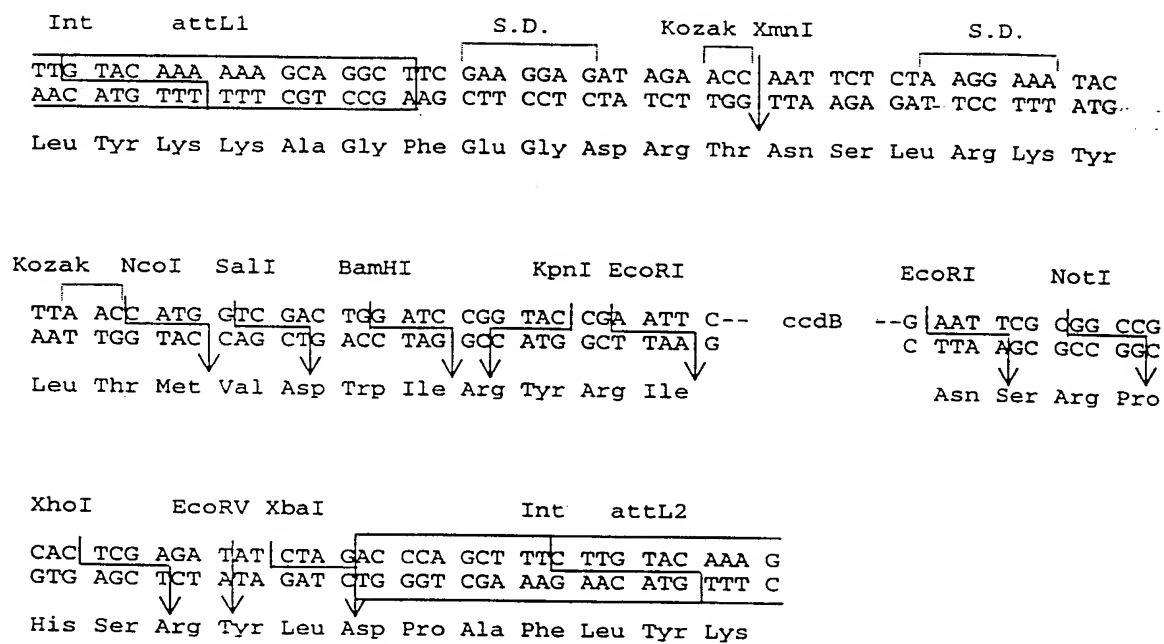 Int attL1 S.D. Kozak XmnI S.D.
TTG TAC AAA AAA GCA GGC TTC GAA GGA GAT AGA ACC AAT TCT CTA AGG AAA TAC
AAC ATG TTT TTT CGT CCG AAG CTT CCT CTA TCT TGG TTA AGA GAT TCC TTT ATG
Leu Tyr Lys Lys Ala Gly Phe Glu Gly Asp Arg Thr Asn Ser Leu Arg Lys Tyr
Kozak NcoI SalI BamHI KpnI EcoRI EcoRI NotI
TTA ACC ATG GTC GAC TGG ATC CGG TAC CGA ATT C-- ccdB --G AAT TCG CGG CCG
AAT TGG TAC CAG CTG ACC TAG GCC ATG GCT TAA G C TTA AGC GCC GGC
Leu Thr Met Val Asp Trp Ile Arg Tyr Arg Ile Asn Ser Arg Pro
XhoI EcoRV XbaI Int attL2
CAC TCG AGA TAT CTA GAC CCA GCT TTC TTG TAC AAA G
GTG AGC TCT ATA GAT CTG GGT CGA AAG AAC ATG TTT C
His Ser Arg Tyr Leu Asp Pro Ala Phe Leu Tyr Lys